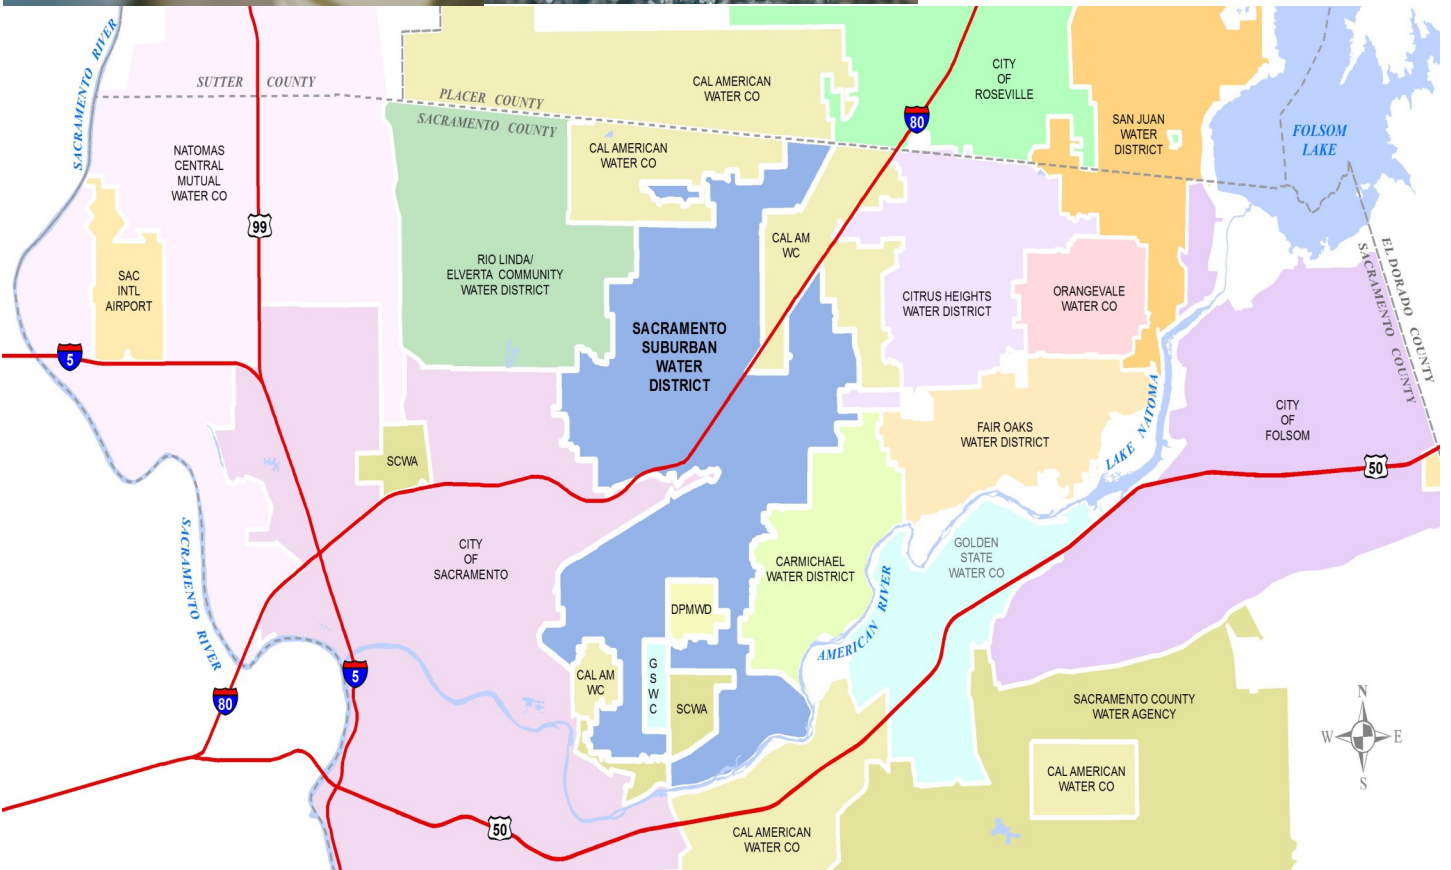 SACRAMENTO RIVER
SUTTER COUNTY
PLACER COUNTY
SACRAMENTO COUNTY
CAL AMERICAN
WATER CO
CITY
OF
ROSEVILLE
80
SAN JUAN
WATER
DISTRICT
FOLSOM
LAKE
NATOMAS
CENTRAL
MUTUAL
WATER CO
CAL AMERICAN
WATER CO
99
CAL AM
WC
SAC
INTL
AIRPORT
RIO LINDA/
ELVERTA COMMUNITY
WATER DISTRICT
CITRUS HEIGHTS
WATER DISTRICT
ORANGEVALE
WATER CO
EL DORADO COUNTY
SACRAMENTO COUNTY
SACRAMENTO
SUBURBAN
WATER
DISTRICT
5
LAKE NATOMA
CITY
OF
FOLSOM
FAIR OAKS
WATER DISTRICT
SCWA
50
SACRAMENTO RIVER
CITY
OF
SACRAMENTO
CARMICHAEL
WATER DISTRICT
GOLDEN
STATE
WATER CO
AMERICAN RIVER
DPMWD
5
80
CAL AM
WC
G
S
W
C
SCWA
SACRAMENTO COUNTY
WATER AGENCY
N
W
E
S
CAL AMERICAN
WATER CO
50
CAL AMERICAN
WATER CO